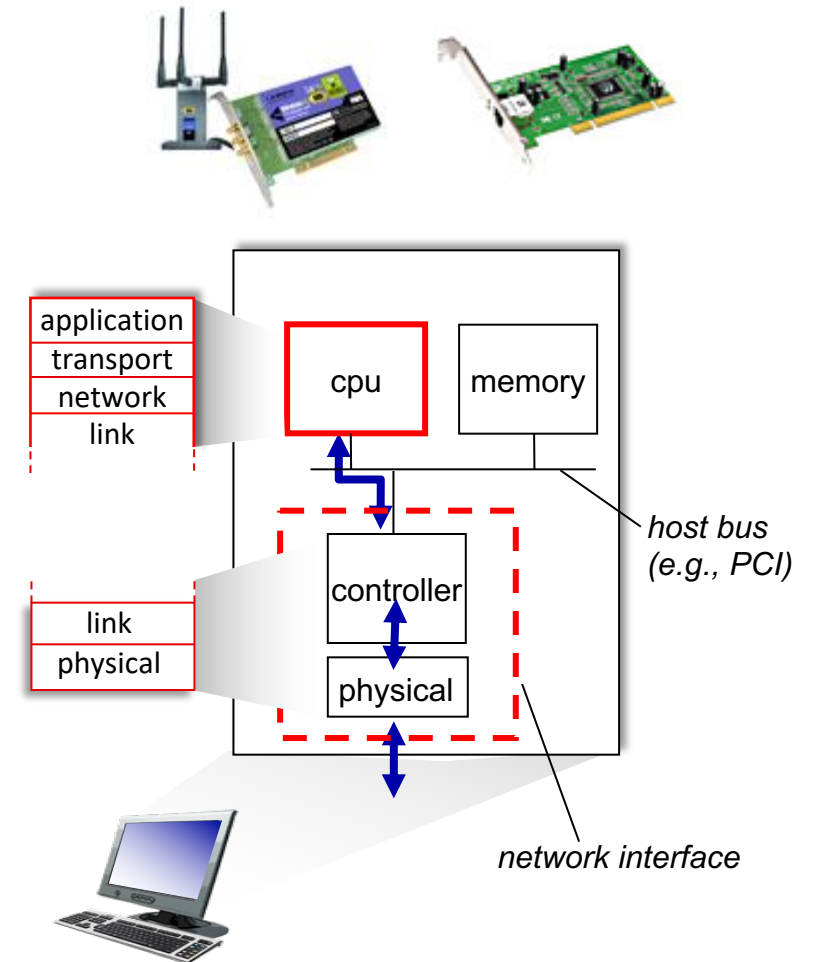 application
transport
network
link
cpu
memory
host bus
(e.g., PCI)
controller
link
physical
physical
network interface